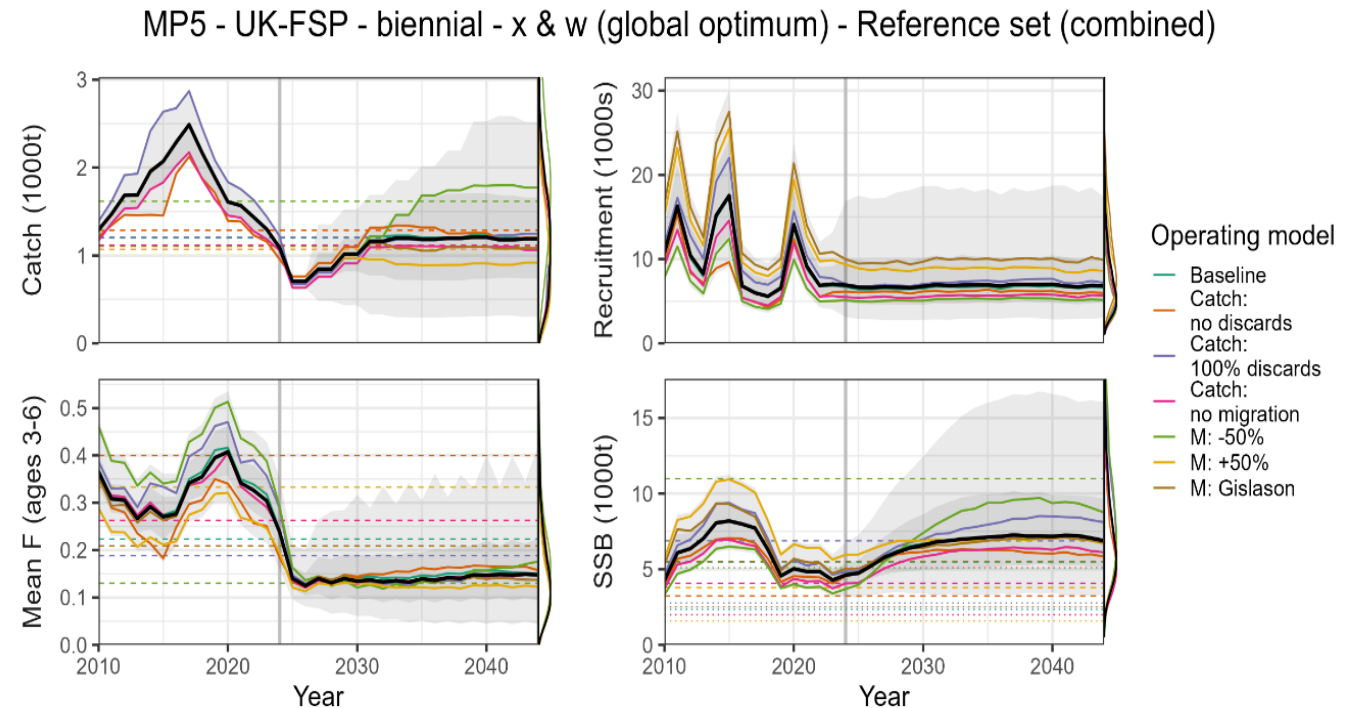 MP5 - UK-FSP - biennial - x & w (global optimum) - Reference set (combined)
Catch (1000t)
3
2
1
0
Recruitment (1000s)
30
20
10
0
Mean F (ages 3-6)
0.5
0.4
0.3
0.2
0.1
0.0
2010
2020
2030
2040
Year
SSB (1000t)
15
10
5
0
2010
2020
2030
2040
Year
Operating model
Baseline
Catch:
no discards
Catch:
100% discards
Catch:
no migration
M: -50%
M: +50%
M: Gislason